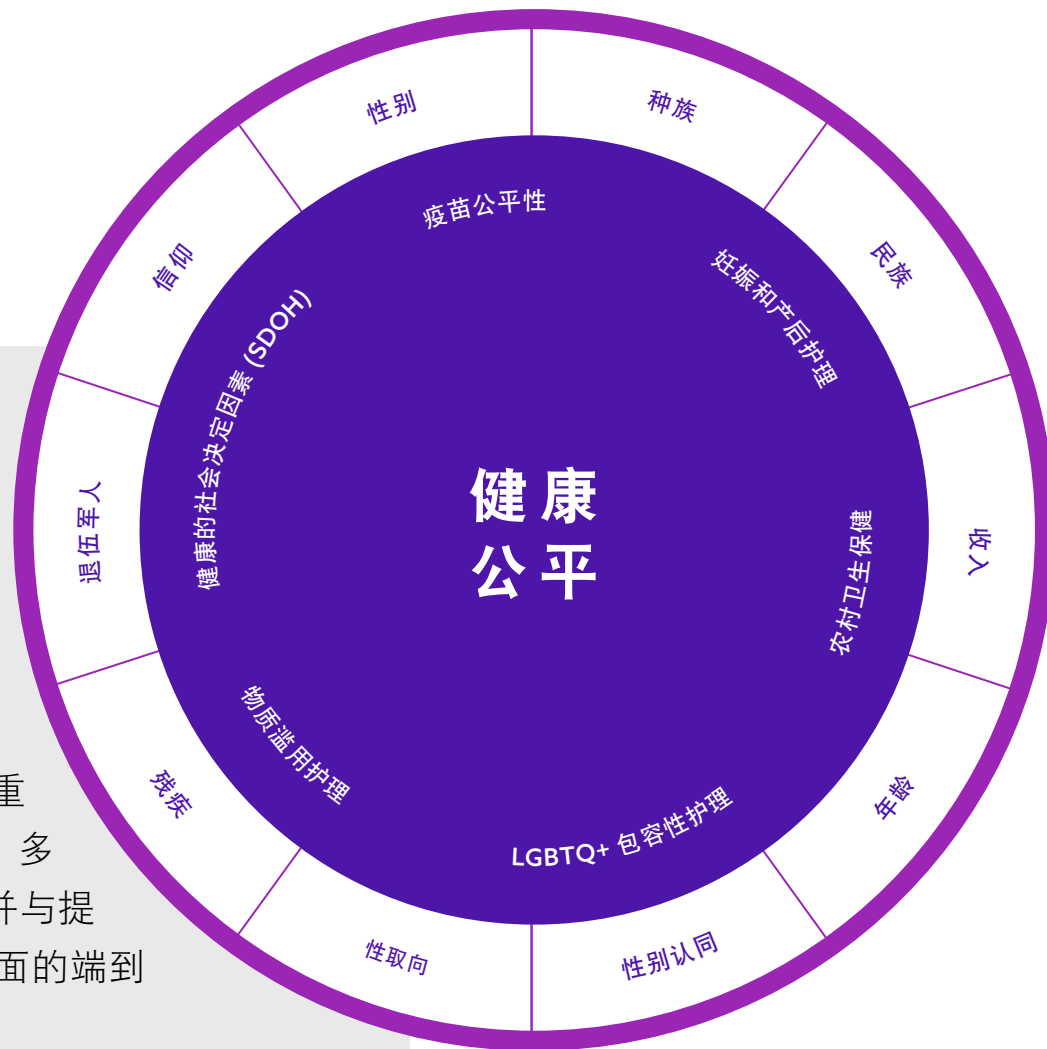 性别
种族
民族
收入
年龄
性别认同
性取向
残疾
退伍军人
信仰
疫苗公平性
妊娠和产后护理
农村卫生保健
LGBTQ+ 包容性护理
物质滥用护理
健康的社会决定因素 (SDOH)
健康
公平
重
多
并与提
面的端到